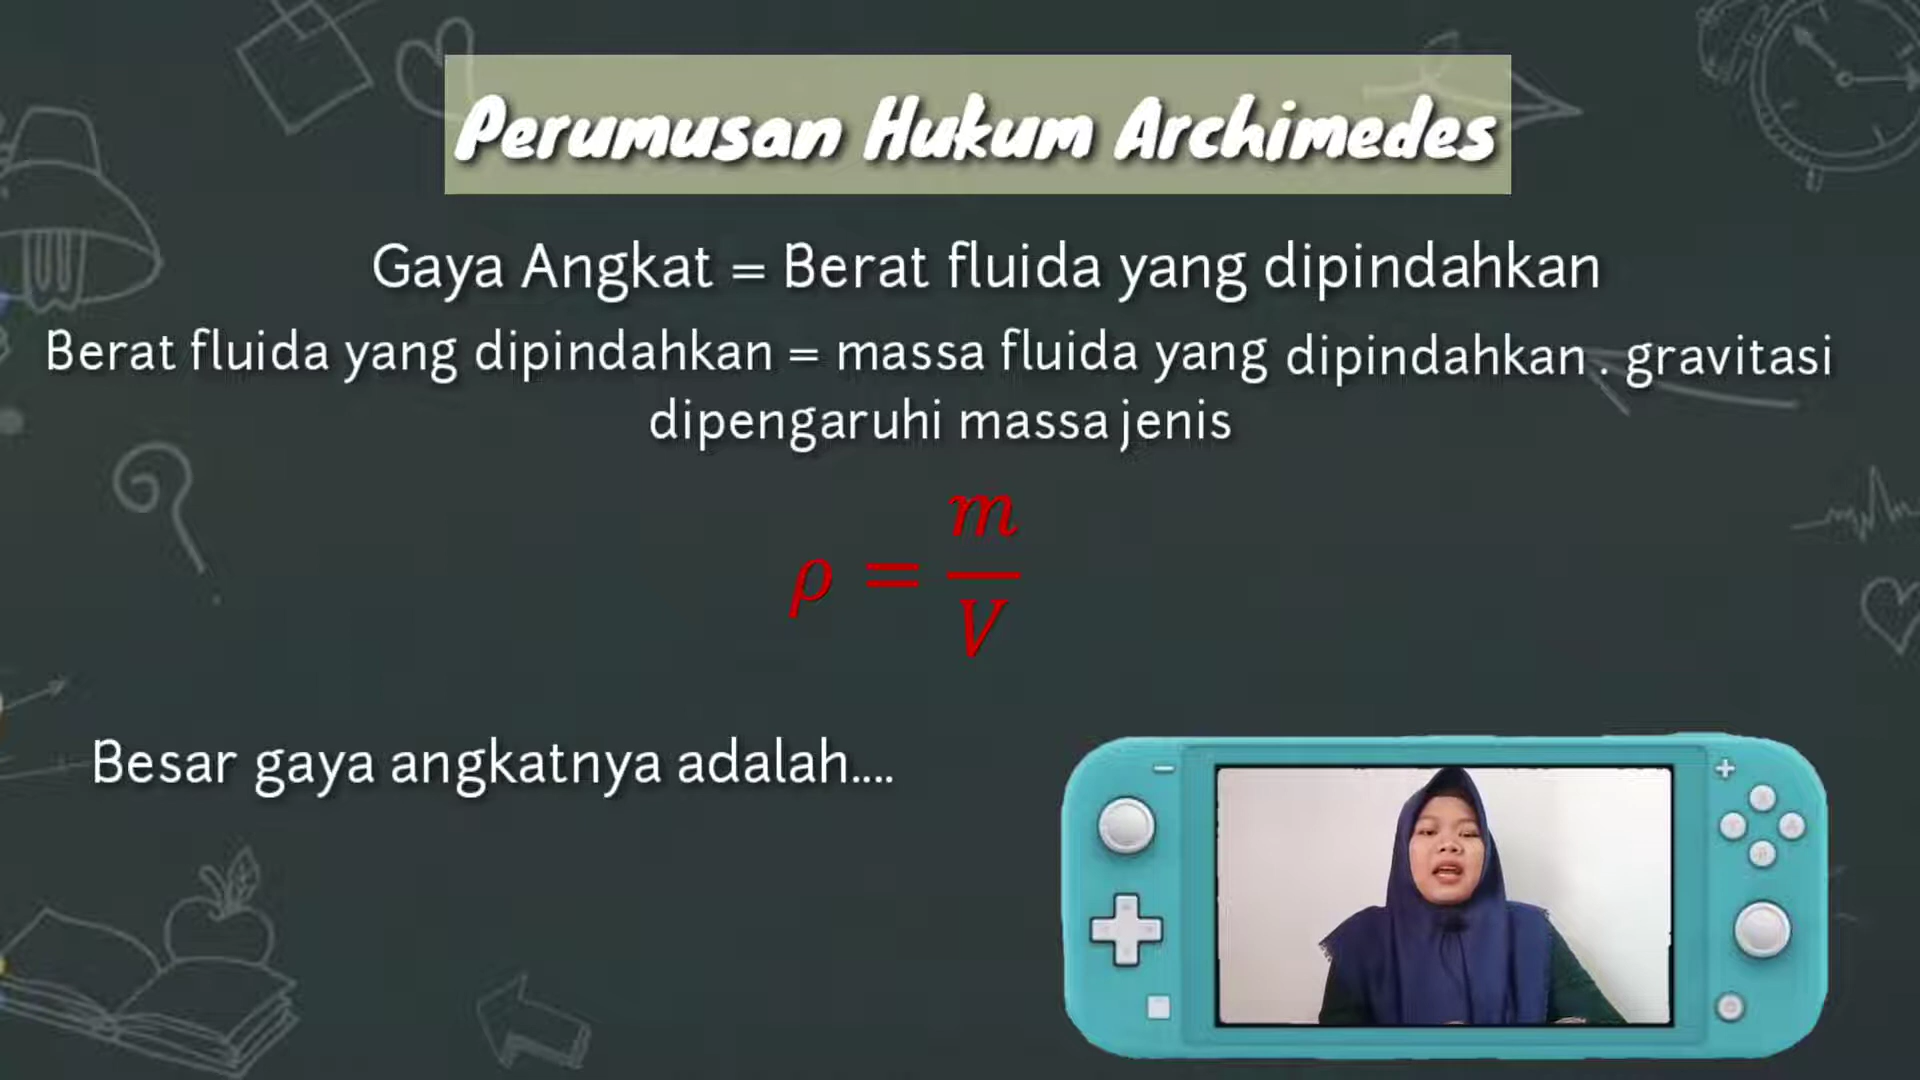 Perumusan Hukum Archimedes
Gaya Angkat = Berat fluida yang dipindahkan
Berat fluida yang dipindahkan = massa fluida yang dipindahkan . gravitasi
dipengaruhi massa jenis
ρ = m/V
Besar gaya angkatnya adalah....